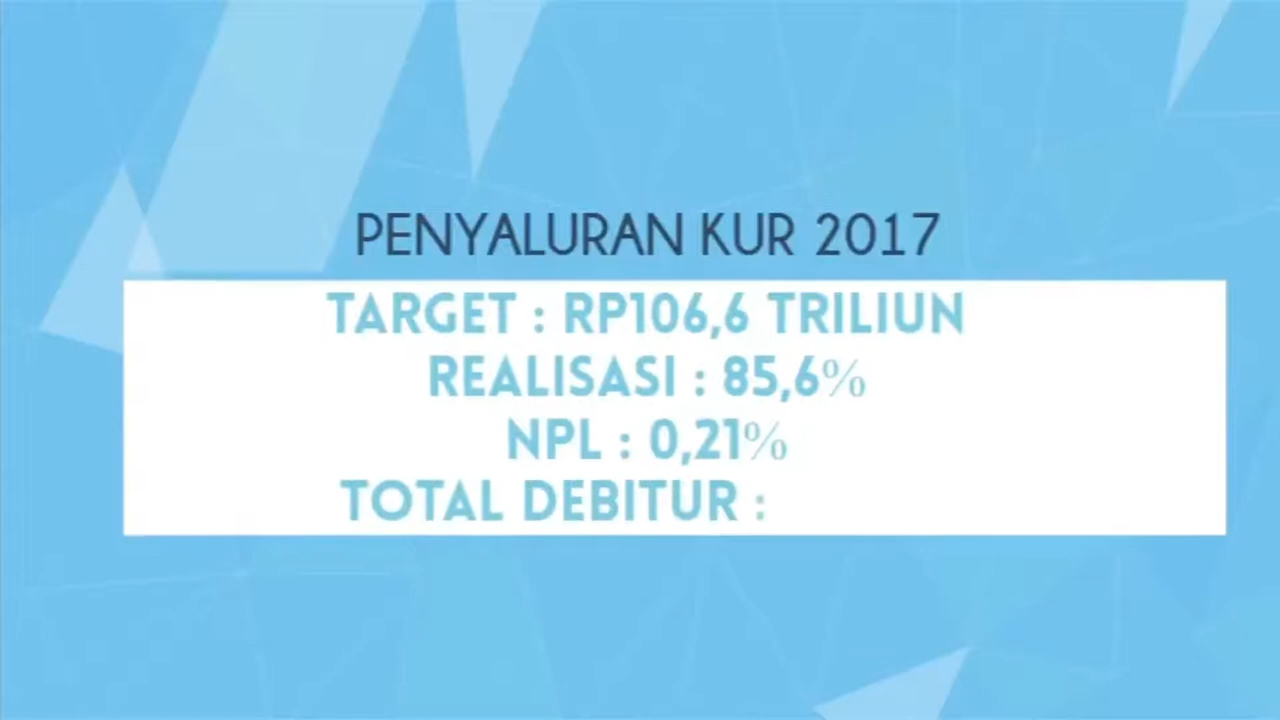 PENYALURAN KUR 2017
TARGET : RP106,6 TRILIUN
REALISASI : 85,6%
NPL : 0,21%
TOTAL DEBITUR :